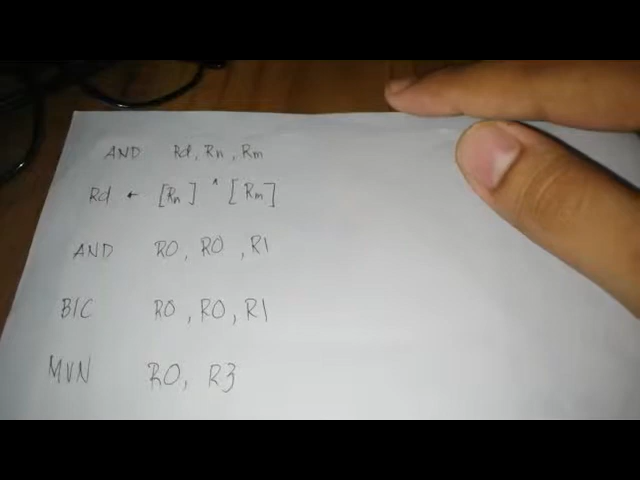 AND Rd, Rn, Rm
Rd ← [Rn] ^ [Rm]
AND R0, R0, R1
BIC R0, R0, R1
MVN R0, R3